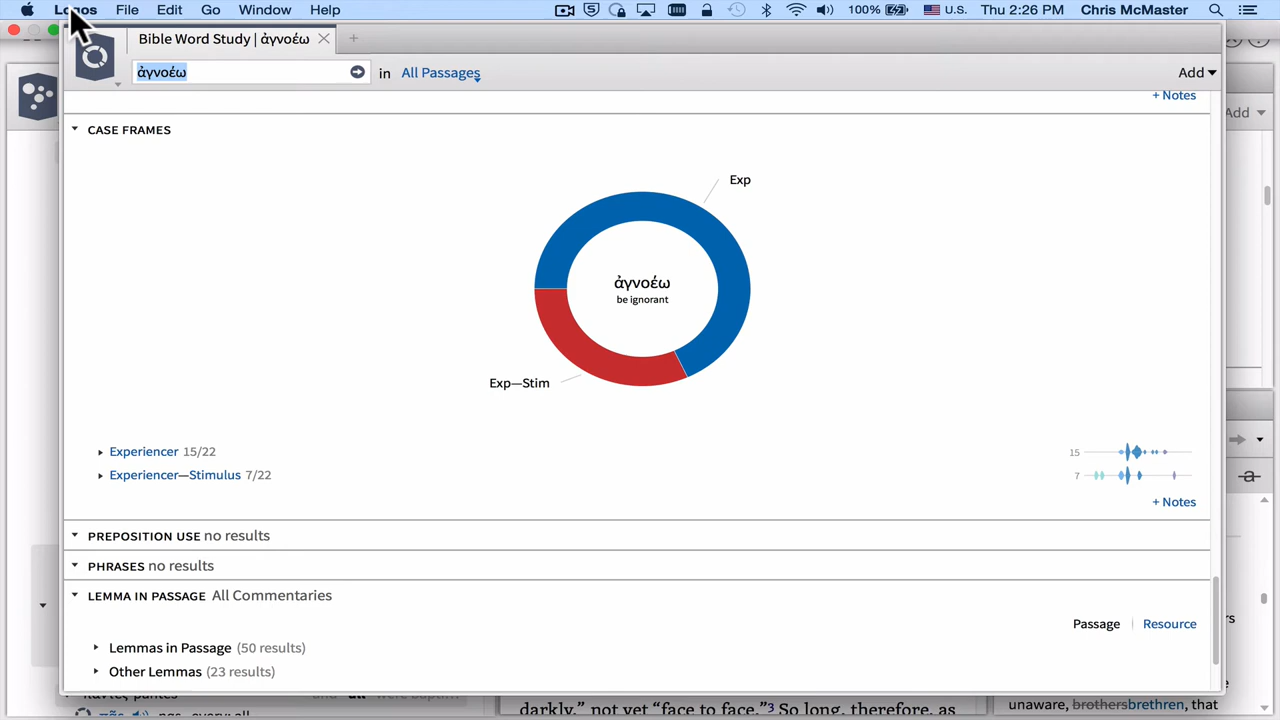 Logos File Edit Go Window Help 100% U.S. Thu 2:26 PM Chris McMaster
Bible Word Study | ἀγνοέω
ἀγνοέω in All Passages Add
Add
+ Notes
CASE FRAMES
Exp
ἀγνοέω
be ignorant
Exp—Stim
Experiencer 15/22 15
Experiencer—Stimulus 7/22 7
+ Notes
PREPOSITION USE no results
PHRASES no results
LEMMA IN PASSAGE All Commentaries
Passage | Resource
Lemmas in Passage (50 results)
Other Lemmas (23 results)
darkly,” not yet “face to face.”3 So long, therefore, as
unaware, brothersbrethren, that